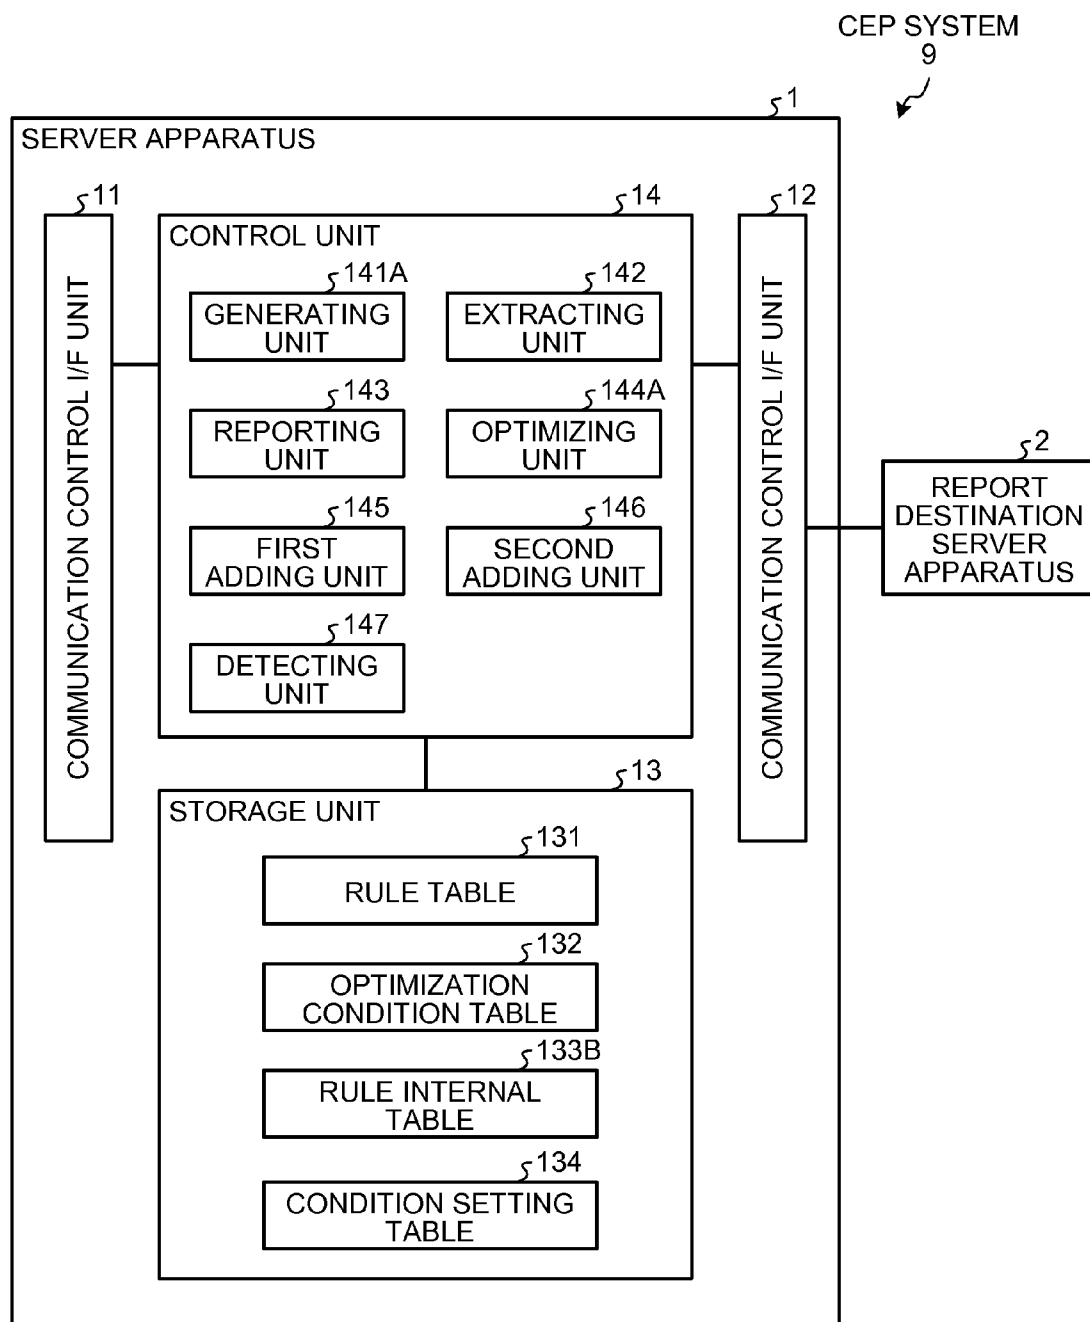 CEP SYSTEM
9
1
SERVER APPARATUS
11
COMMUNICATION CONTROL I/F UNIT
14
CONTROL UNIT
141A
GENERATING
UNIT
142
EXTRACTING
UNIT
143
REPORTING
UNIT
144A
OPTIMIZING
UNIT
145
FIRST
ADDING UNIT
146
SECOND
ADDING UNIT
147
DETECTING
UNIT
12
COMMUNICATION CONTROL I/F UNIT
2
REPORT
DESTINATION
SERVER
APPARATUS
13
STORAGE UNIT
131
RULE TABLE
132
OPTIMIZATION
CONDITION TABLE
133B
RULE INTERNAL
TABLE
134
CONDITION SETTING
TABLE